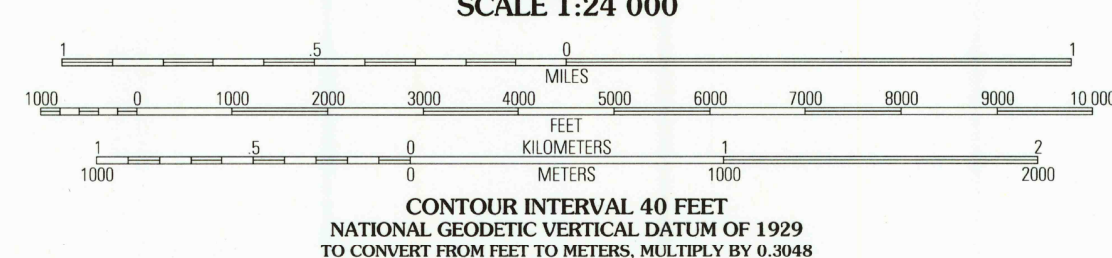 SCALE 1:24 000
1 .5 0 1
MILES
1000 0 1000 2000 3000 4000 5000 6000 7000 8000 9000 10 000
FEET
1 .5 0 KILOMETERS 1 2
1000 0 METERS 1000 2000
CONTOUR INTERVAL 40 FEET
NATIONAL GEODETIC VERTICAL DATUM OF 1929
TO CONVERT FROM FEET TO METERS, MULTIPLY BY 0.3048